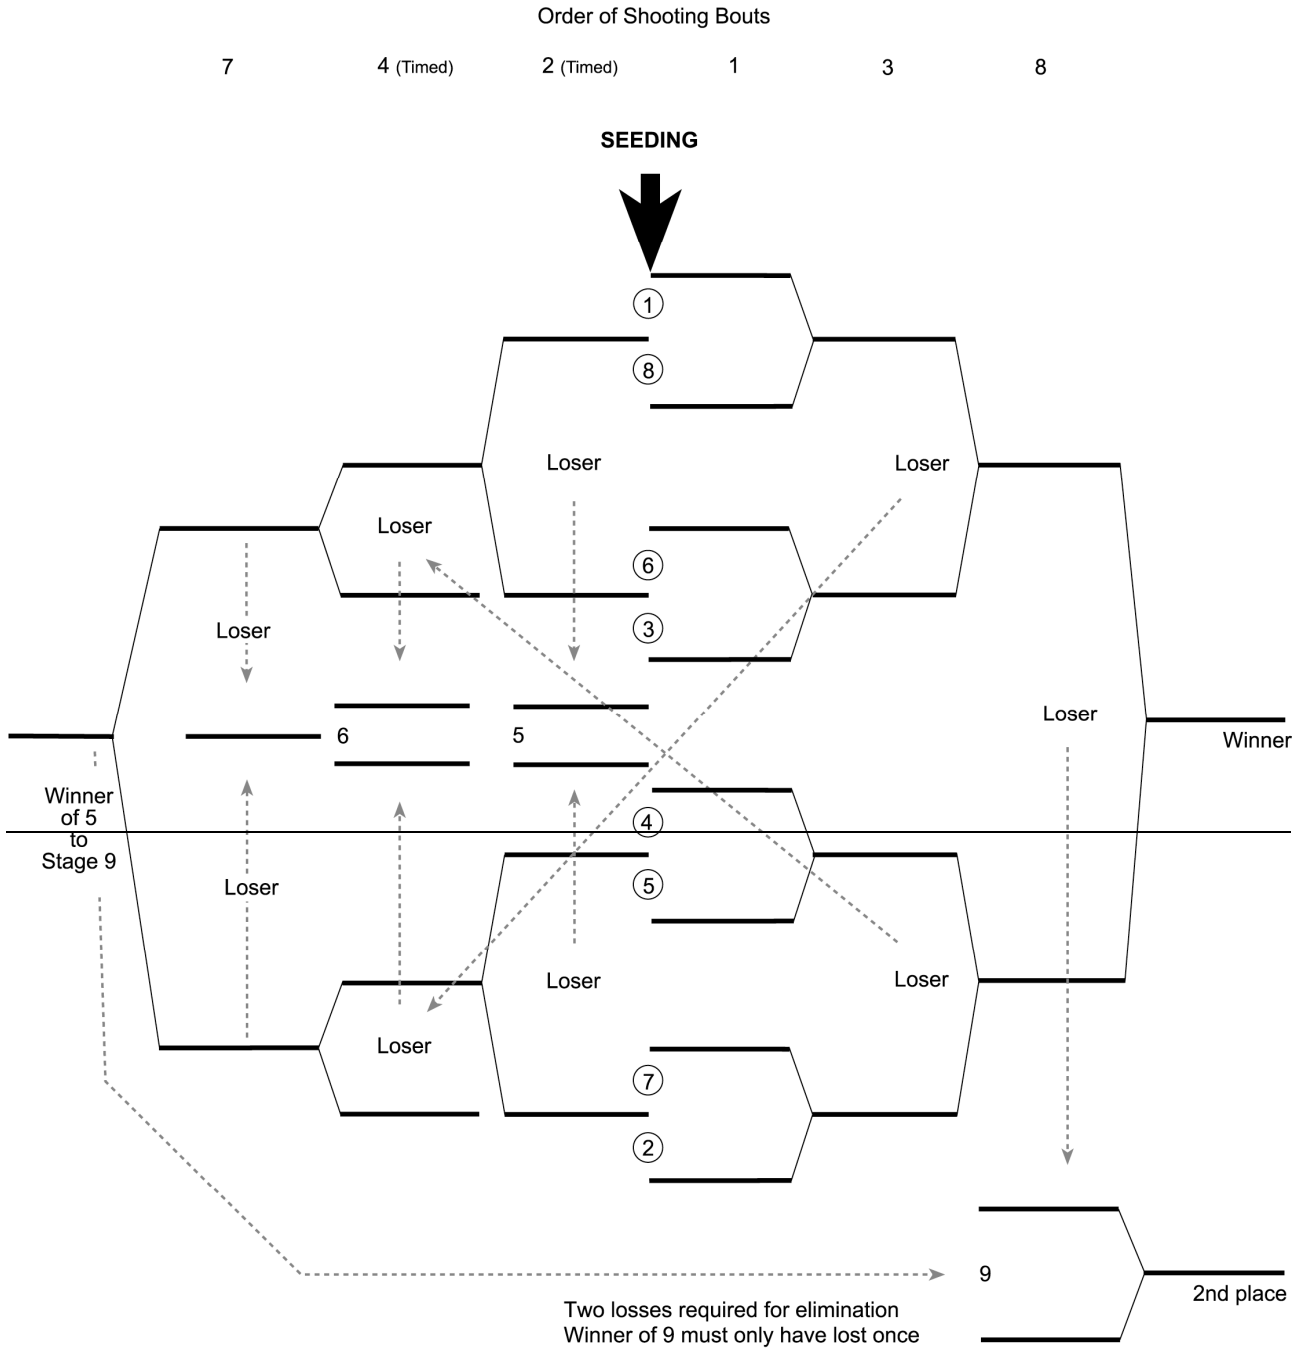 Order of Shooting Bouts
7 4 (Timed) 2 (Timed) 1 3 8
SEEDING
1
8
Loser Loser
Loser
6
3
Loser
Loser
6 5
Winner
Winner
of 5
to
Stage 9
4
5
Loser
Loser Loser
Loser
7
2
9
2nd place
Two losses required for elimination
Winner of 9 must only have lost once